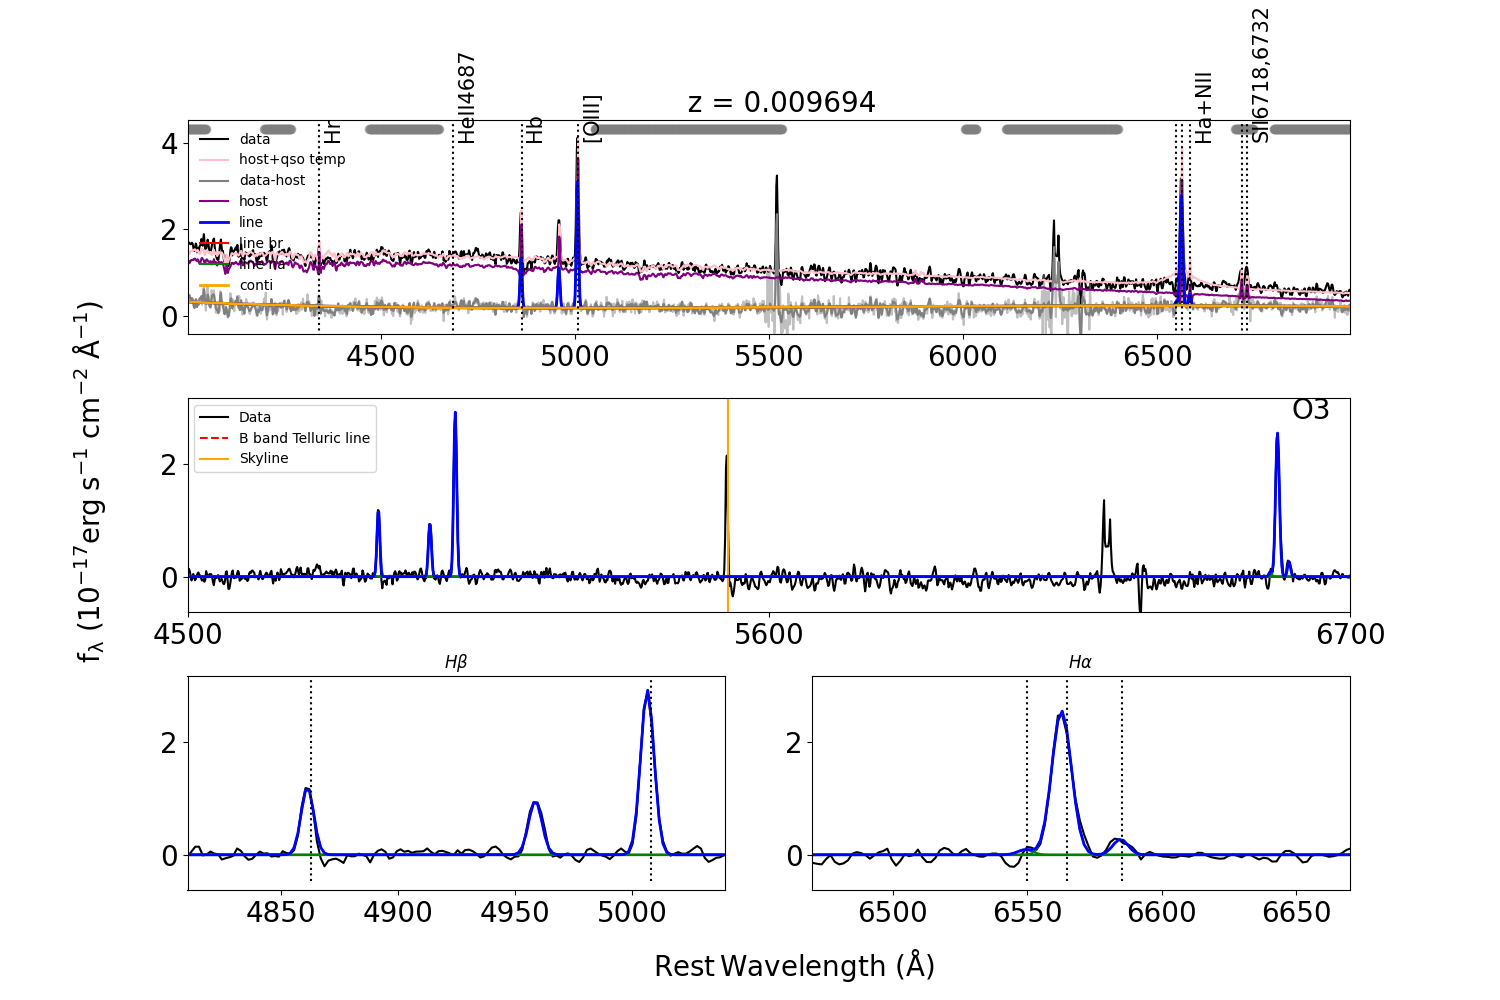 z = 0.009694
Hr
HeII4687
Hb
[OIII]
Ha+NII
SII6718,6732
data
host+qso temp
data-host
host
line
line br
line na
conti
4
2
0
4500 5000 5500 6000 6500
O3
Data
B band Telluric line
Skyline
2
0
4500 5600 6700
fλ (10⁻¹⁷erg s⁻¹ cm⁻² Å⁻¹)
Hβ
2
0
4850 4900 4950 5000
Hα
2
0
6500 6550 6600 6650
Rest Wavelength (Å)